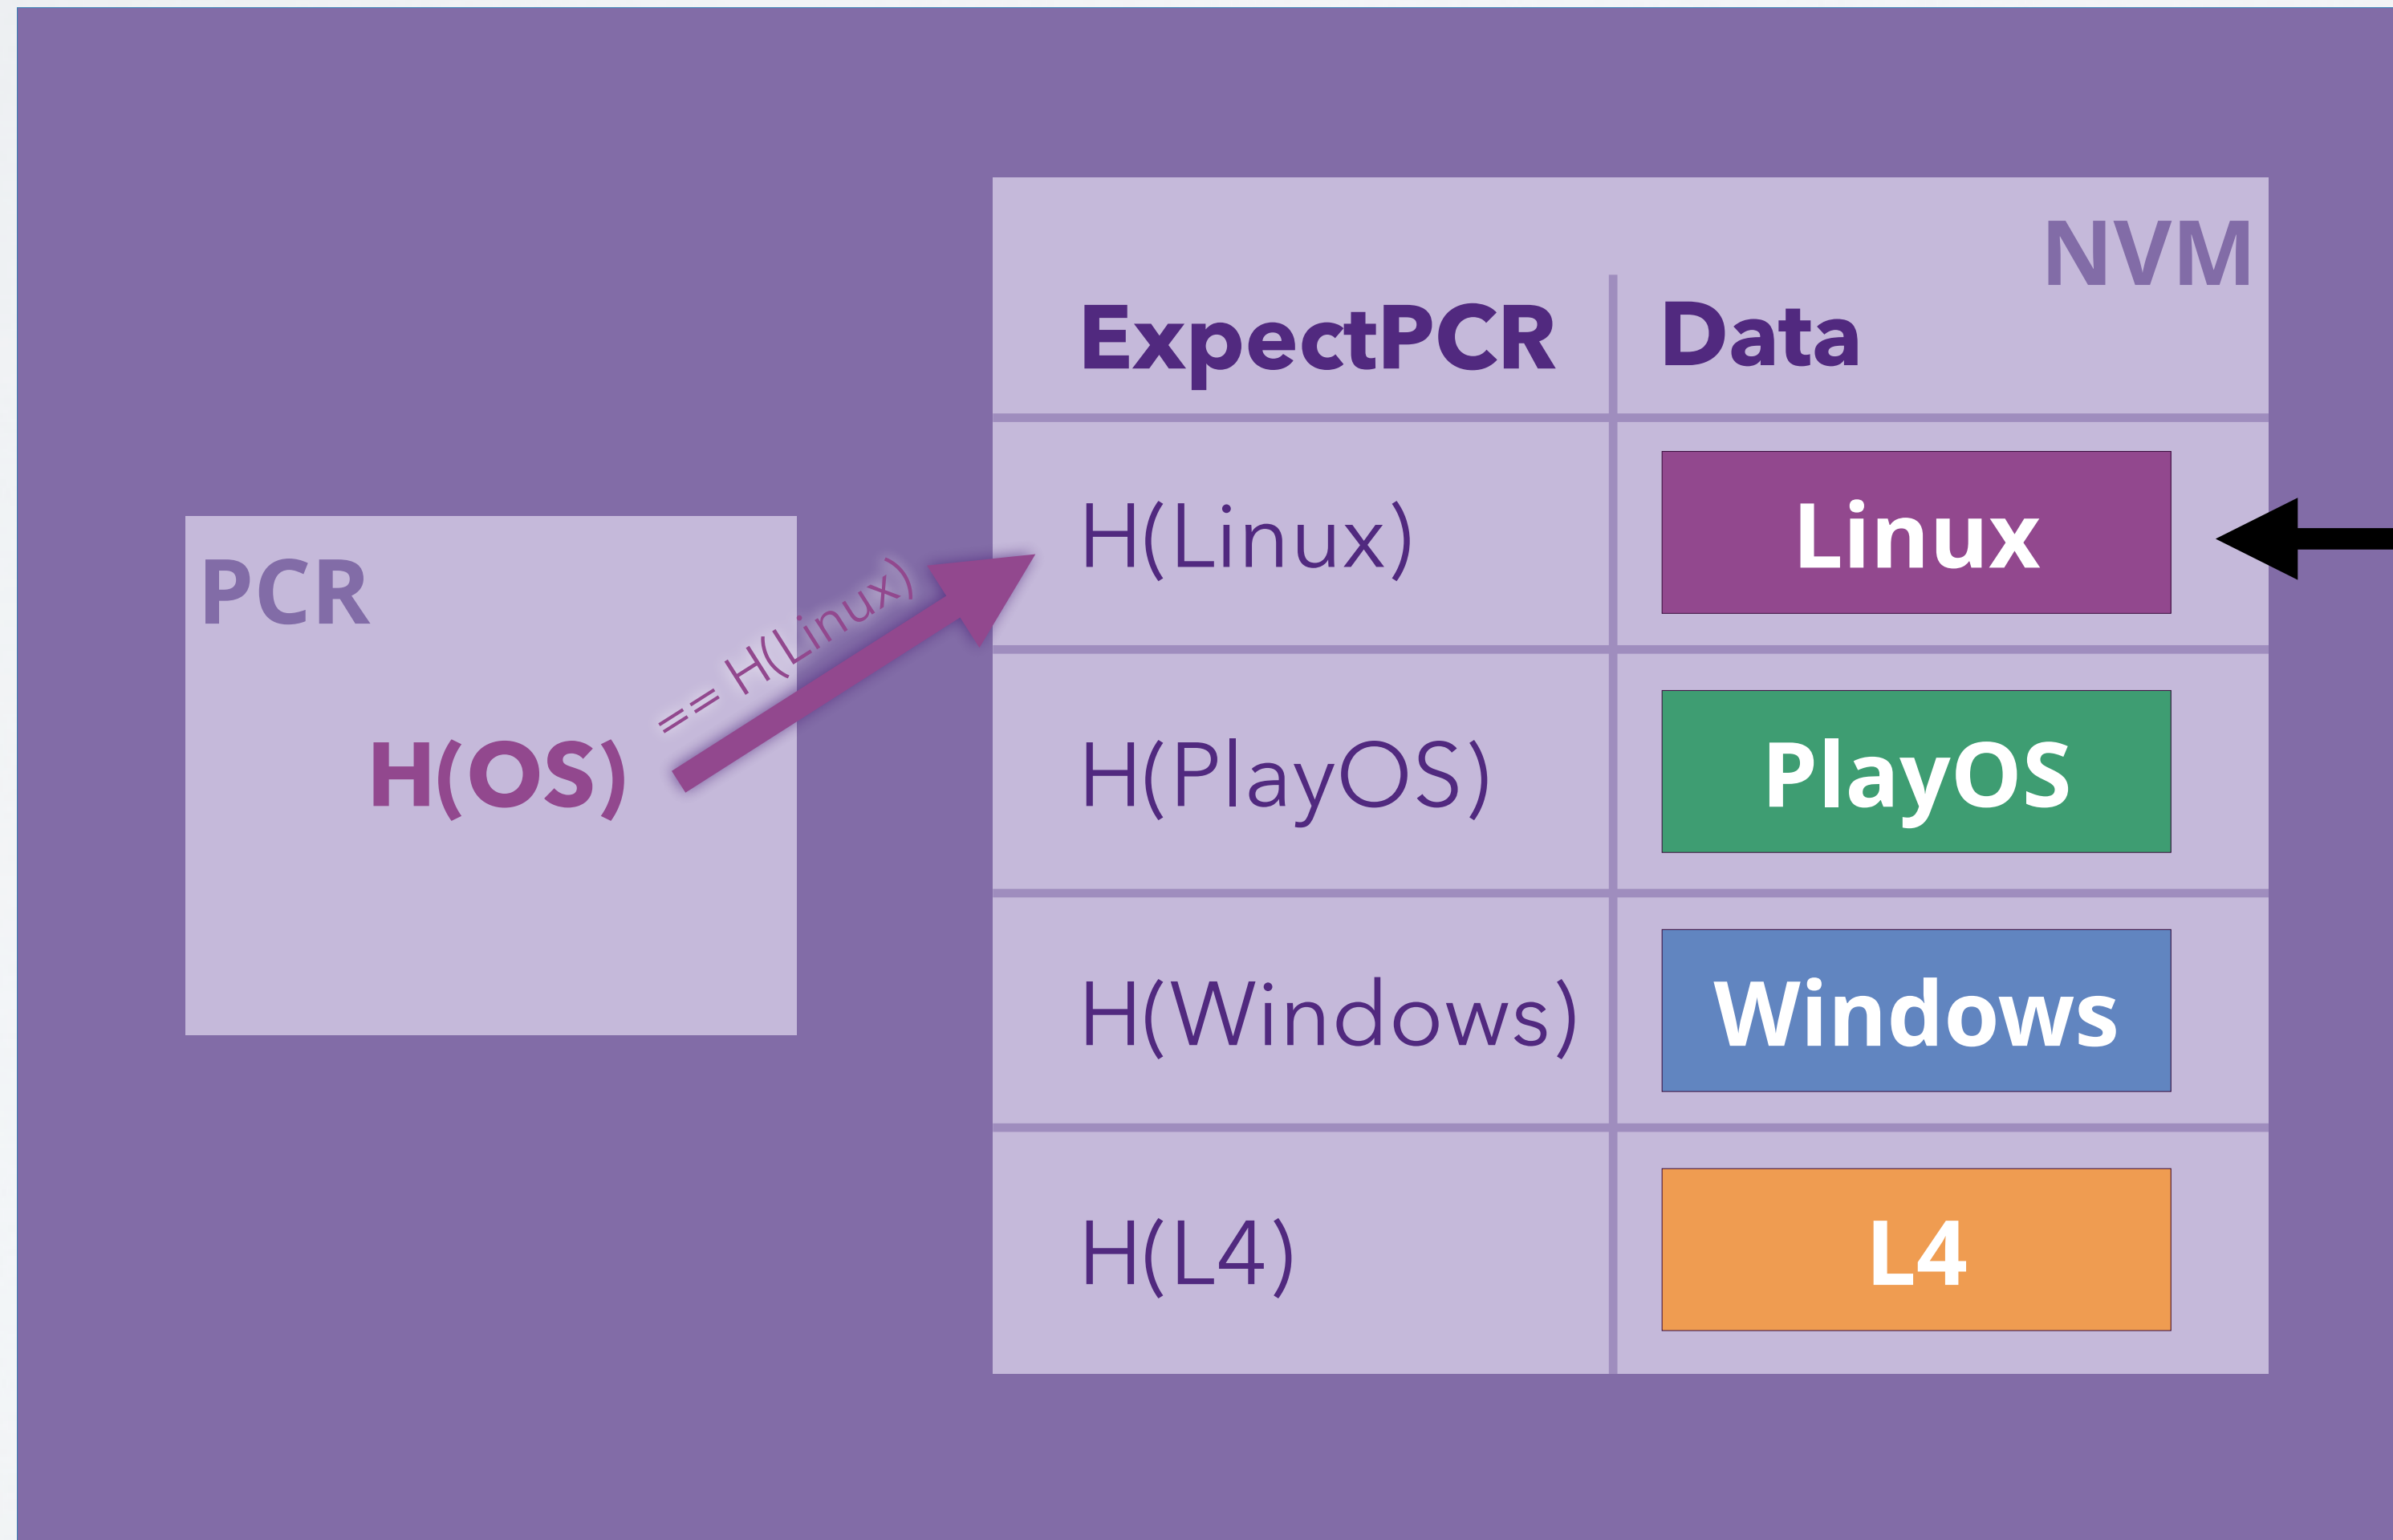 NVM
ExpectPCR Data
H(Linux) Linux
PCR
== H(Linux)
H(OS)
H(PlayOS) PlayOS
H(Windows) Windows
H(L4) L4